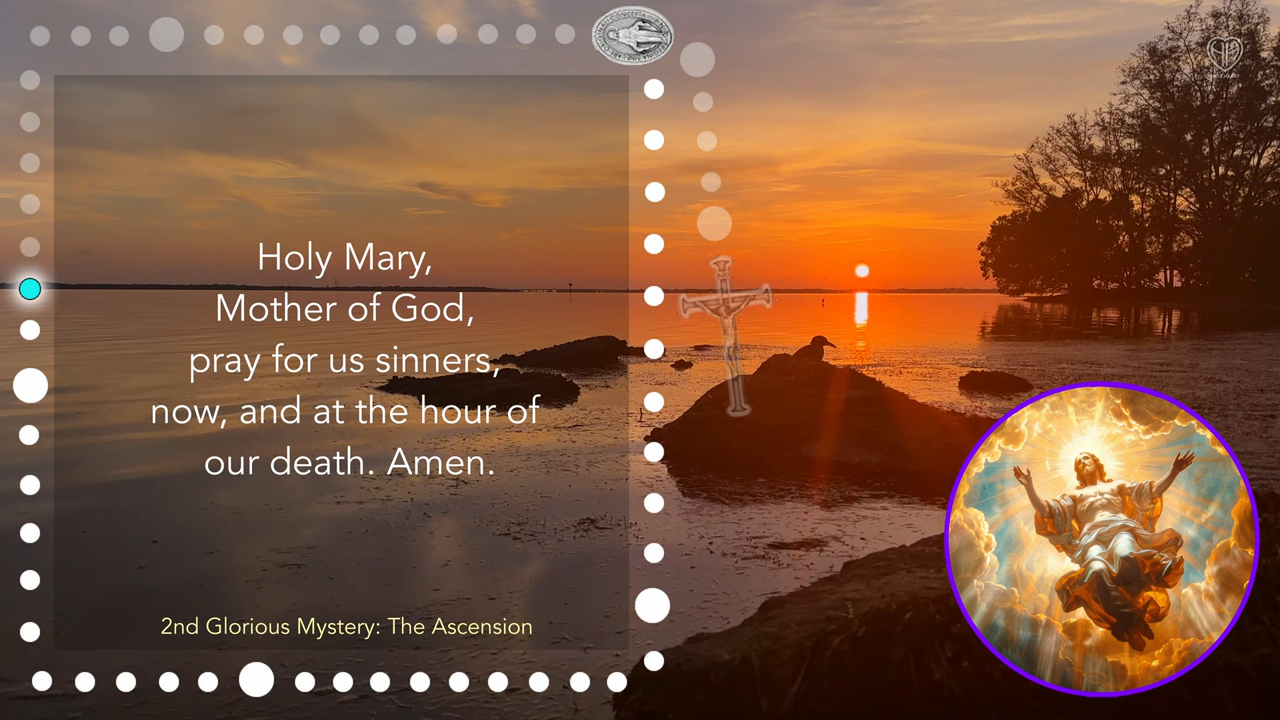 Holy Mary,
Mother of God,
pray for us sinners,
now, and at the hour of
our death. Amen.
2nd Glorious Mystery: The Ascension